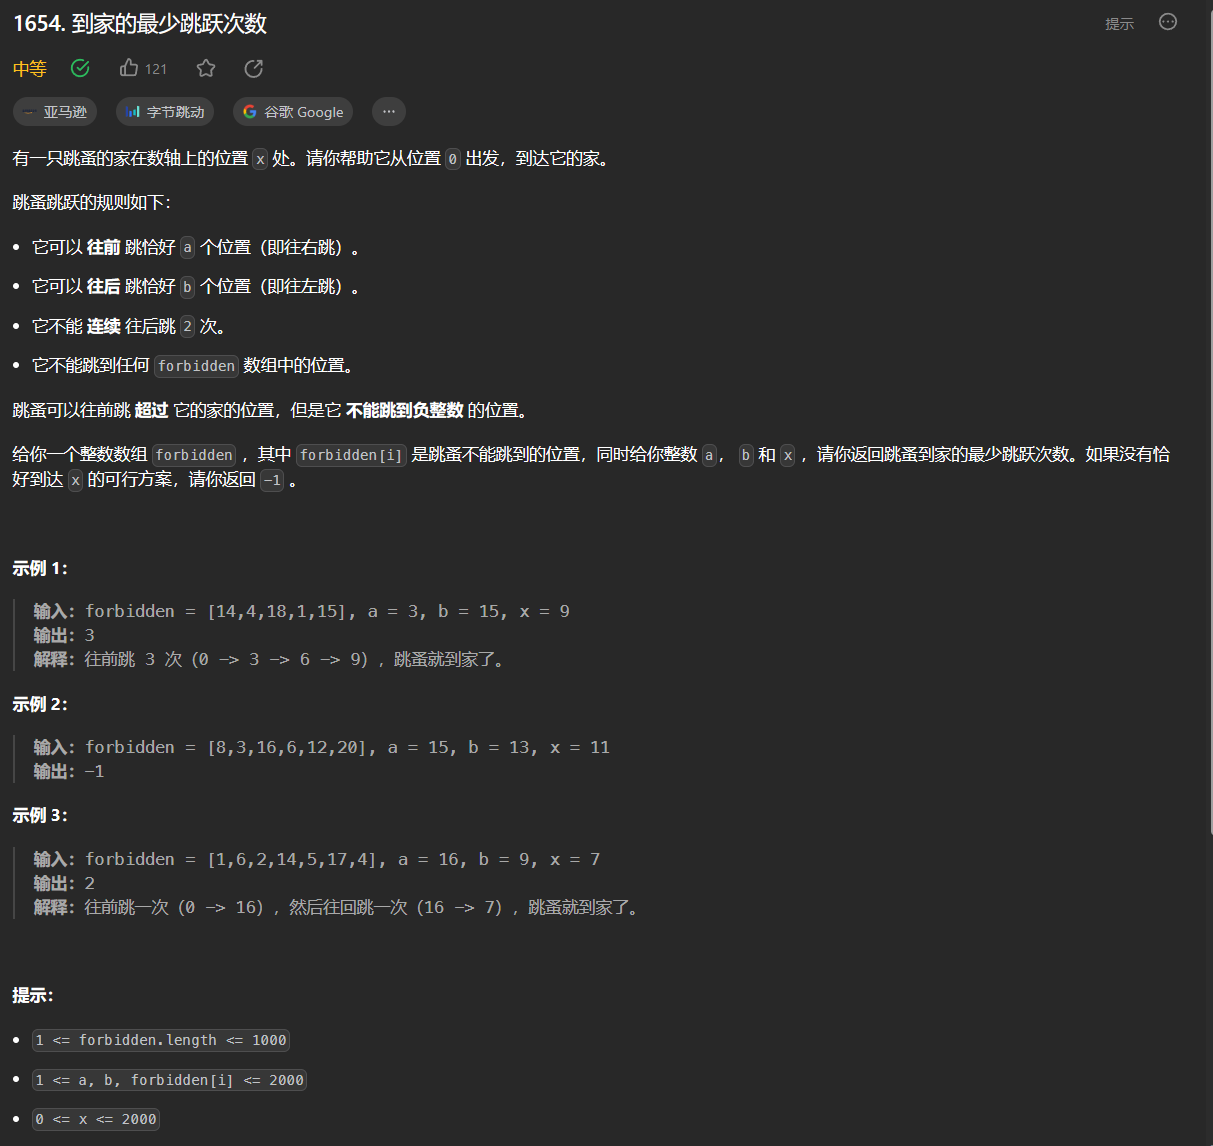 1654. 到家的最少跳跃次数
提示
中等
121
亚马逊 字节跳动 谷歌 Google ...
有一只跳蚤的家在数轴上的位置 x 处。请你帮助它从位置 0 出发，到达它的家。
跳蚤跳跃的规则如下：
• 它可以 往前 跳恰好 a 个位置（即往右跳）。
• 它可以 往后 跳恰好 b 个位置（即往左跳）。
• 它不能 连续 往后跳 2 次。
• 它不能跳到任何 forbidden 数组中的位置。
跳蚤可以往前跳 超过 它的家的位置，但是它 不能跳到负整数 的位置。
给你一个整数数组 forbidden ，其中 forbidden[i] 是跳蚤不能跳到的位置，同时给你整数 a， b 和 x ，请你返回跳蚤到家的最少跳跃次数。如果没有恰
好到达 x 的可行方案，请你返回 -1 。
示例 1：
输入：forbidden = [14,4,18,1,15], a = 3, b = 15, x = 9
输出：3
解释：往前跳 3 次（0 -> 3 -> 6 -> 9），跳蚤就到家了。
示例 2：
输入：forbidden = [8,3,16,6,12,20], a = 15, b = 13, x = 11
输出：-1
示例 3：
输入：forbidden = [1,6,2,14,5,17,4], a = 16, b = 9, x = 7
输出：2
解释：往前跳一次（0 -> 16），然后往回跳一次（16 -> 7），跳蚤就到家了。
提示：
• 1 <= forbidden.length <= 1000
• 1 <= a, b, forbidden[i] <= 2000
• 0 <= x <= 2000